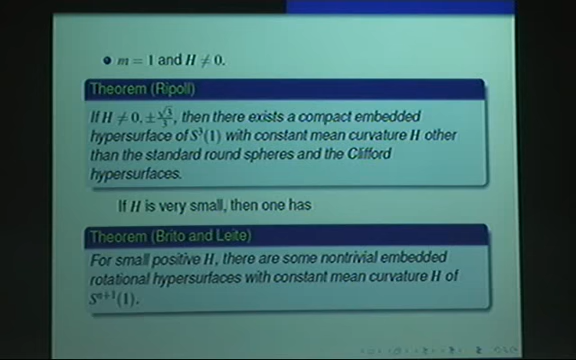 • m = 1 and H ≠ 0.
Theorem (Ripoll)
If H ≠ 0, ±√3/3, then there exists a compact embedded
hypersurface of S³(1) with constant mean curvature H other
than the standard round spheres and the Clifford
hypersurfaces.
If H is very small, then one has
Theorem (Brito and Leite)
For small positive H, there are some nontrivial embedded
rotational hypersurfaces with constant mean curvature H of
Sⁿ⁺¹(1).